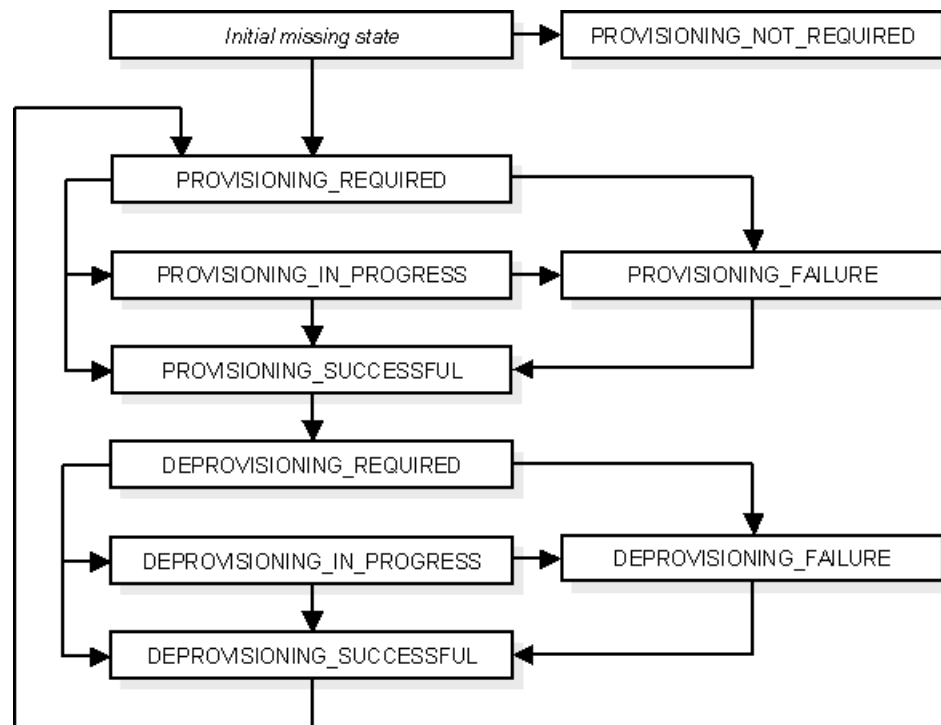 Initial missing state
PROVISIONING_NOT_REQUIRED
PROVISIONING_REQUIRED
PROVISIONING_IN_PROGRESS
PROVISIONING_FAILURE
PROVISIONING_SUCCESSFUL
DEPROVISIONING_REQUIRED
DEPROVISIONING_IN_PROGRESS
DEPROVISIONING_FAILURE
DEPROVISIONING_SUCCESSFUL